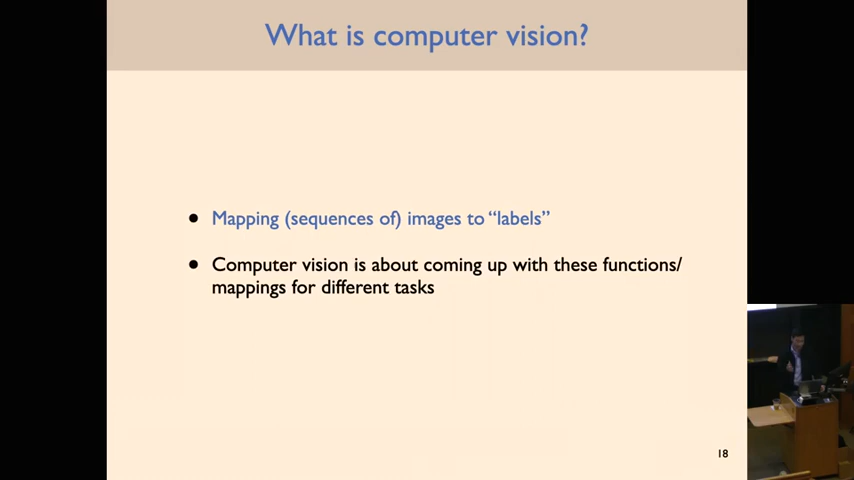 What is computer vision?
● Mapping (sequences of) images to “labels”
● Computer vision is about coming up with these functions/
mappings for different tasks
18